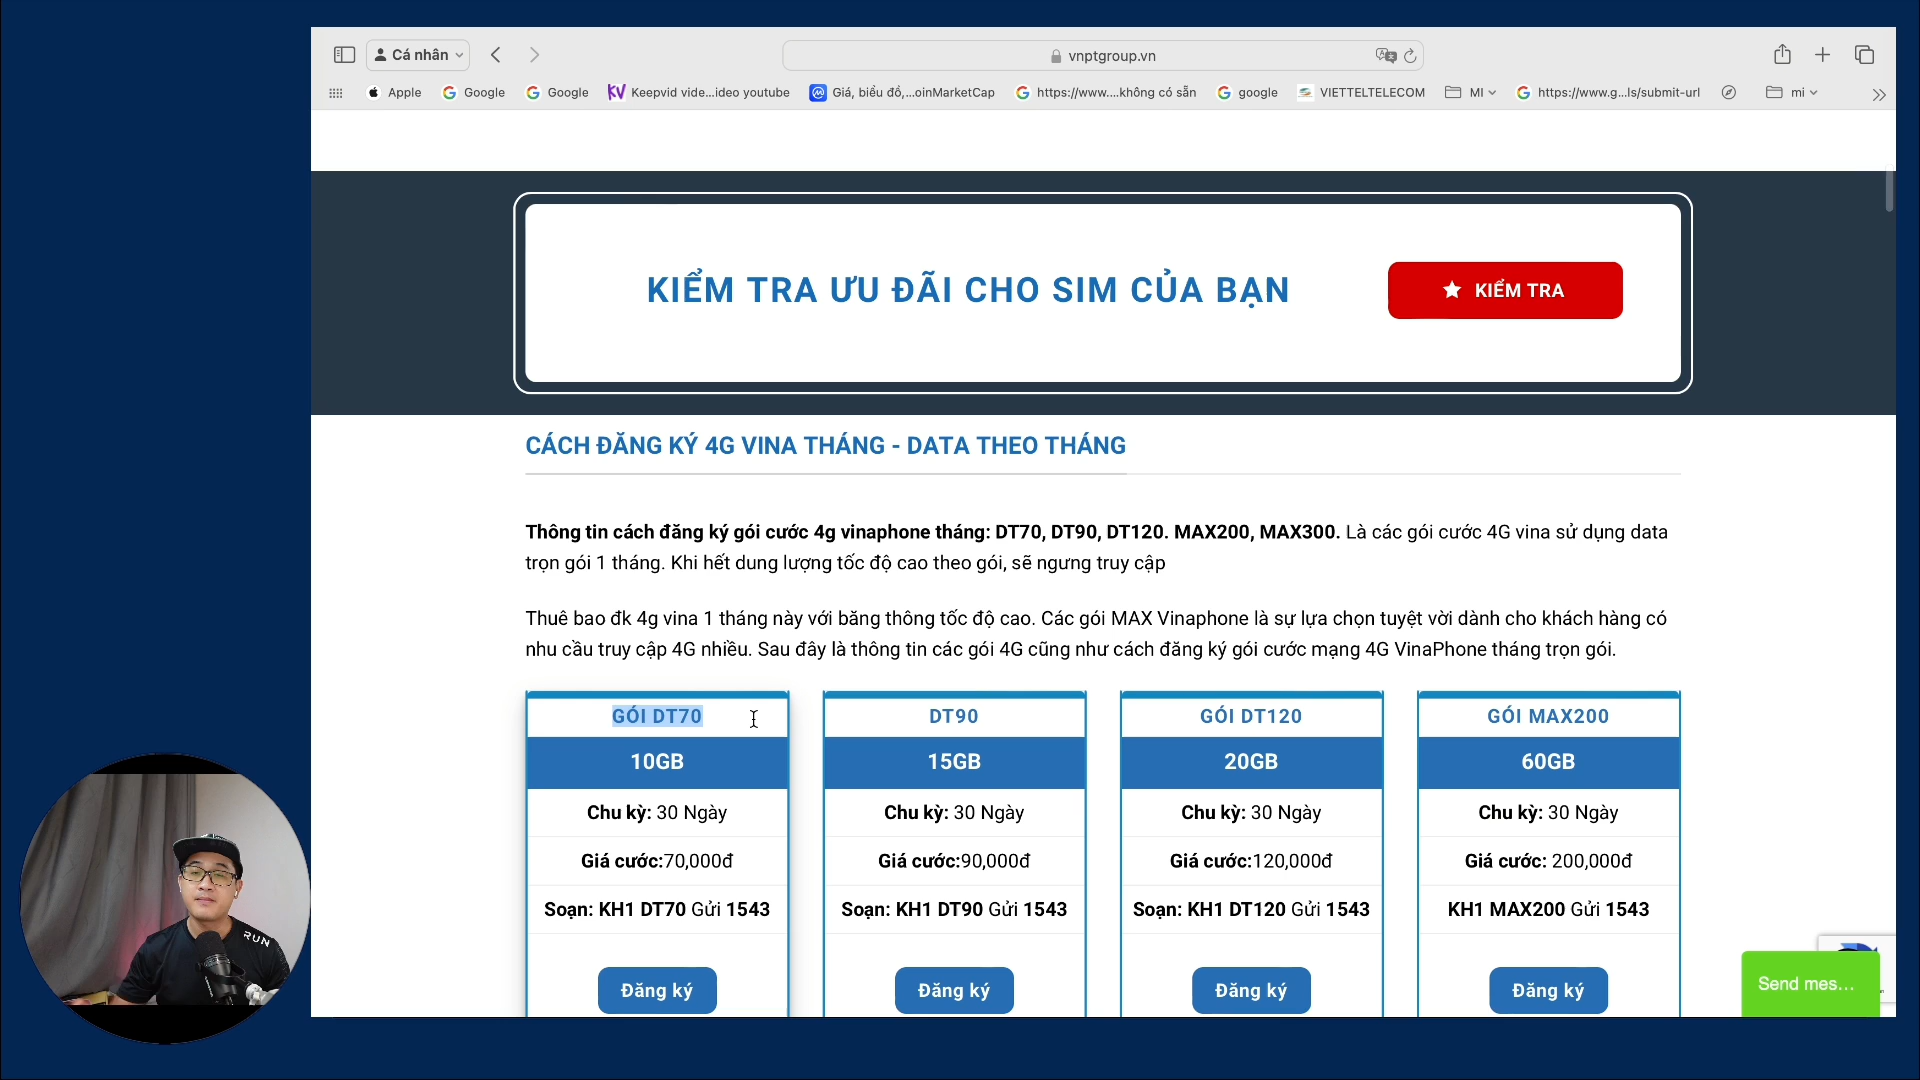 Cá nhân
vnptgroup.vn
Apple
Google
Google
Keepvid vide...ideo youtube
Giá, biểu đồ,...oinMarketCap
https://www....không có sẵn
google
VIETTELTELECOM
MI
https://www.g...ls/submit-url
mi
KIỂM TRA ƯU ĐÃI CHO SIM CỦA BẠN
KIỂM TRA
CÁCH ĐĂNG KÝ 4G VINA THÁNG - DATA THEO THÁNG
Thông tin cách đăng ký gói cước 4g vinaphone tháng: DT70, DT90, DT120. MAX200, MAX300. Là các gói cước 4G vina sử dụng data
trọn gói 1 tháng. Khi hết dung lượng tốc độ cao theo gói, sẽ ngưng truy cập
Thuê bao đk 4g vina 1 tháng này với băng thông tốc độ cao. Các gói MAX Vinaphone là sự lựa chọn tuyệt vời dành cho khách hàng có
nhu cầu truy cập 4G nhiều. Sau đây là thông tin các gói 4G cũng như cách đăng ký gói cước mạng 4G VinaPhone tháng trọn gói.
GÓI DT70
10GB
Chu kỳ: 30 Ngày
Giá cước:70,000đ
Soạn: KH1 DT70 Gửi 1543
Đăng ký
DT90
15GB
Chu kỳ: 30 Ngày
Giá cước:90,000đ
Soạn: KH1 DT90 Gửi 1543
Đăng ký
GÓI DT120
20GB
Chu kỳ: 30 Ngày
Giá cước:120,000đ
Soạn: KH1 DT120 Gửi 1543
Đăng ký
GÓI MAX200
60GB
Chu kỳ: 30 Ngày
Giá cước: 200,000đ
KH1 MAX200 Gửi 1543
Đăng ký
Send mes...
RUN